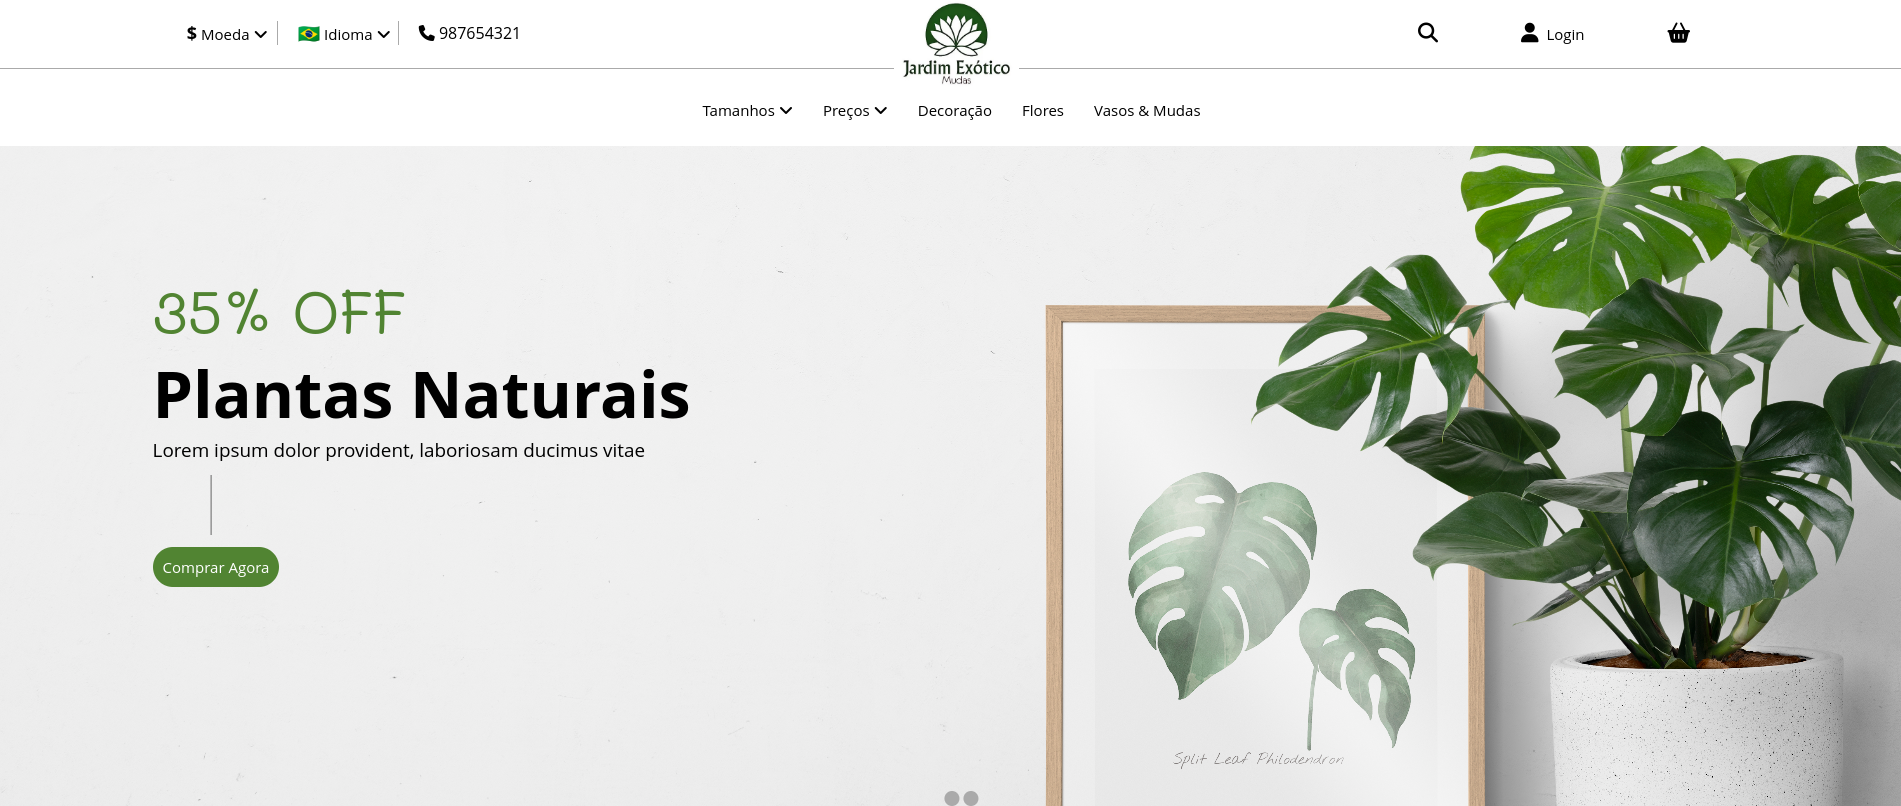 $ Moeda
Idioma
987654321
Jardim Exótico
Mudas
Login
Tamanhos
Preços
Decoração
Flores
Vasos & Mudas
35% OFF
Plantas Naturais
Lorem ipsum dolor provident, laboriosam ducimus vitae
Comprar Agora
Split Leaf Philodendron